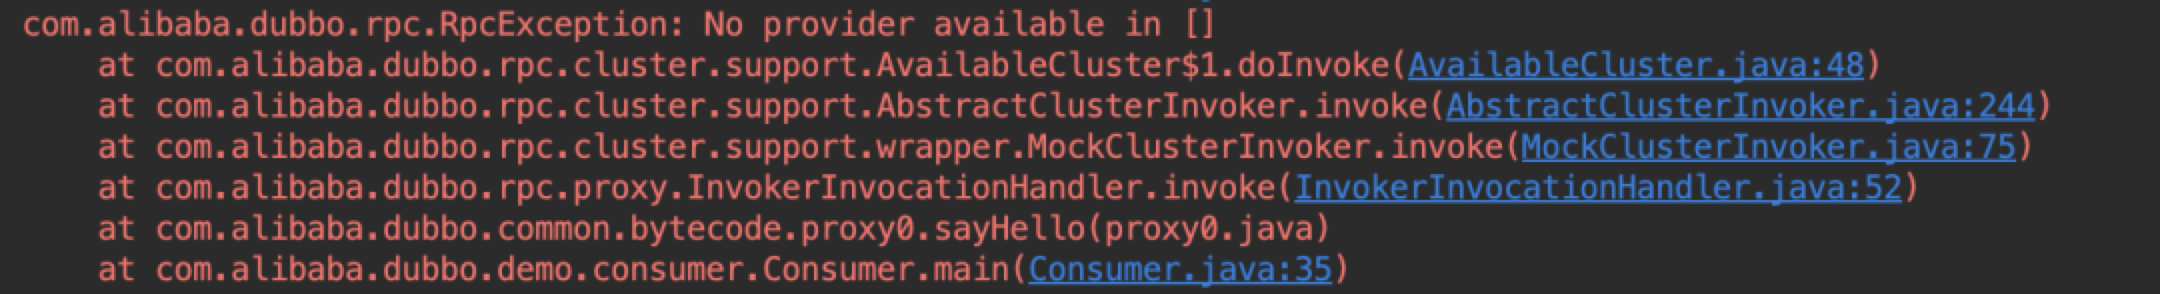 com.alibaba.dubbo.rpc.RpcException: No provider available in []
at com.alibaba.dubbo.rpc.cluster.support.AvailableCluster$1.doInvoke(AvailableCluster.java:48)
at com.alibaba.dubbo.rpc.cluster.support.AbstractClusterInvoker.invoke(AbstractClusterInvoker.java:244)
at com.alibaba.dubbo.rpc.cluster.support.wrapper.MockClusterInvoker.invoke(MockClusterInvoker.java:75)
at com.alibaba.dubbo.rpc.proxy.InvokerInvocationHandler.invoke(InvokerInvocationHandler.java:52)
at com.alibaba.dubbo.common.bytecode.proxy0.sayHello(proxy0.java)
at com.alibaba.dubbo.demo.consumer.Consumer.main(Consumer.java:35)